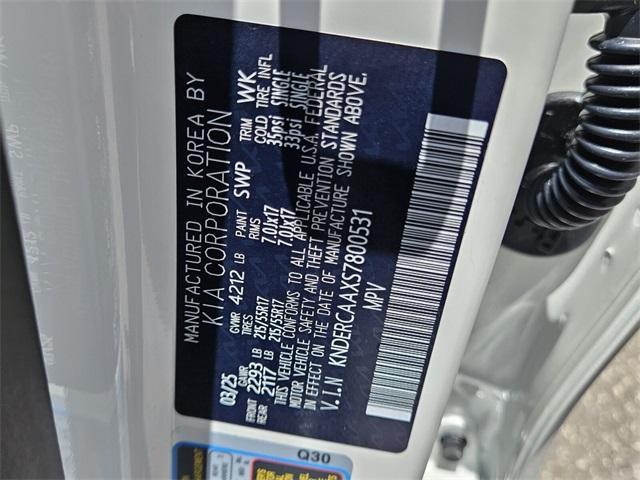 MANUFACTURED IN KOREA BY
KIA CORPORATION
03/25 GVWR 4212 LB PAINT SWP TRIM WK
GAWR TIRES RIMS COLD TIRE INFL
FRONT 2293 LB 215/55R17 7.0Jx17 35psi SINGLE
REAR 2117 LB 215/55R17 7.0Jx17 33psi SINGLE
THIS VEHICLE CONFORMS TO ALL APPLICABLE U.S.A. FEDERAL
MOTOR VEHICLE SAFETY AND THEFT PREVENTION STANDARDS
IN EFFECT ON THE DATE OF MANUFACTURE SHOWN ABOVE.
V.I.N KNDERCAAXS7800531
MPV
Q30